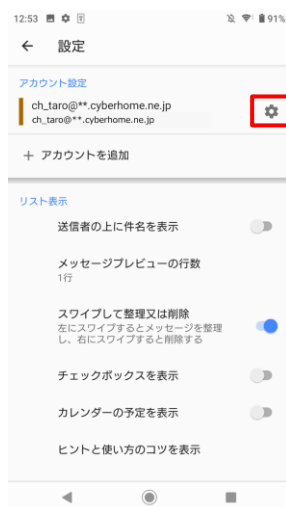 12:53 91%
設定
アカウント設定
ch_taro@**.cyberhome.ne.jp
ch_taro@**.cyberhome.ne.jp
+ アカウントを追加
リスト表示
送信者の上に件名を表示
メッセージプレビューの行数
1行
スワイプして整理又は削除
左にスワイプするとメッセージを整理
し、右にスワイプすると削除する
チェックボックスを表示
カレンダーの予定を表示
ヒントと使い方のコツを表示